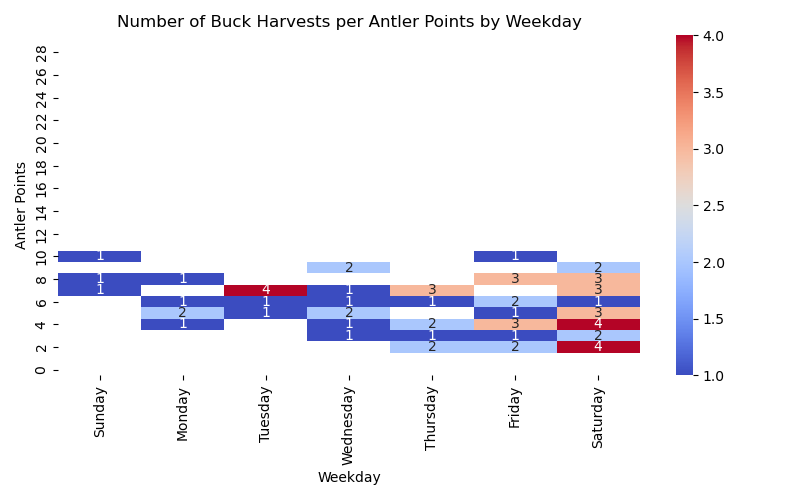 Number of Buck Harvests per Antler Points by Weekday
Antler Points
28
26
24
22
20
18
16
14
12
10
8
6
4
2
0
1 1
2 2
1 1 3 3
1 4 1 3 3
1 1 1 1 2 1
2 1 2 1 3
1 1 2 3 4
1 1 1 2
2 2 4
Sunday Monday Tuesday Wednesday Thursday Friday Saturday
Weekday
4.0
3.5
3.0
2.5
2.0
1.5
1.0